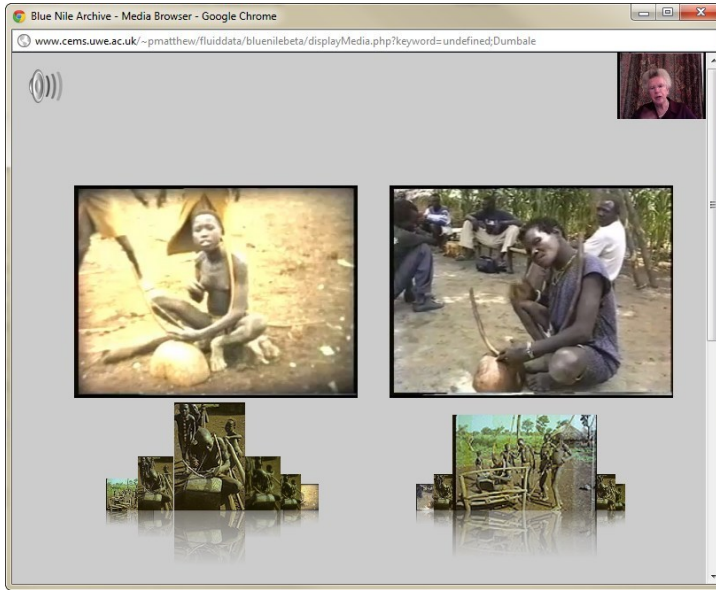 Blue Nile Archive - Media Browser - Google Chrome
www.cems.uwe.ac.uk/~pmatthew/fluiddata/bluenilebeta/displayMedia.php?keyword=undefined;Dumbale